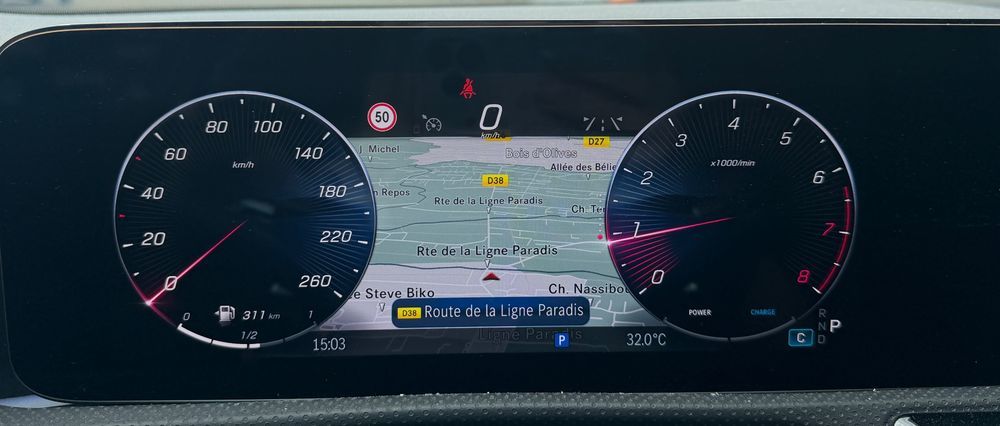 50
0
km/h
20
40
60
80
100
140
180
220
260
0
km/h
311 km
0
1/2
1
15:03
J. Michel
Bois d'Olives
D27
Allée des Bélie
D38
n Repos
Rte de la Ligne Paradis
Ch. Ter
Rte de la Ligne Paradis
e Steve Biko
Ch. Nassibou
D38 Route de la Ligne Paradis
Ligne Paradis
P
32.0°C
0
1
2
3
4
5
6
7
8
x1000/min
POWER
CHARGE
C
R
N
D
P